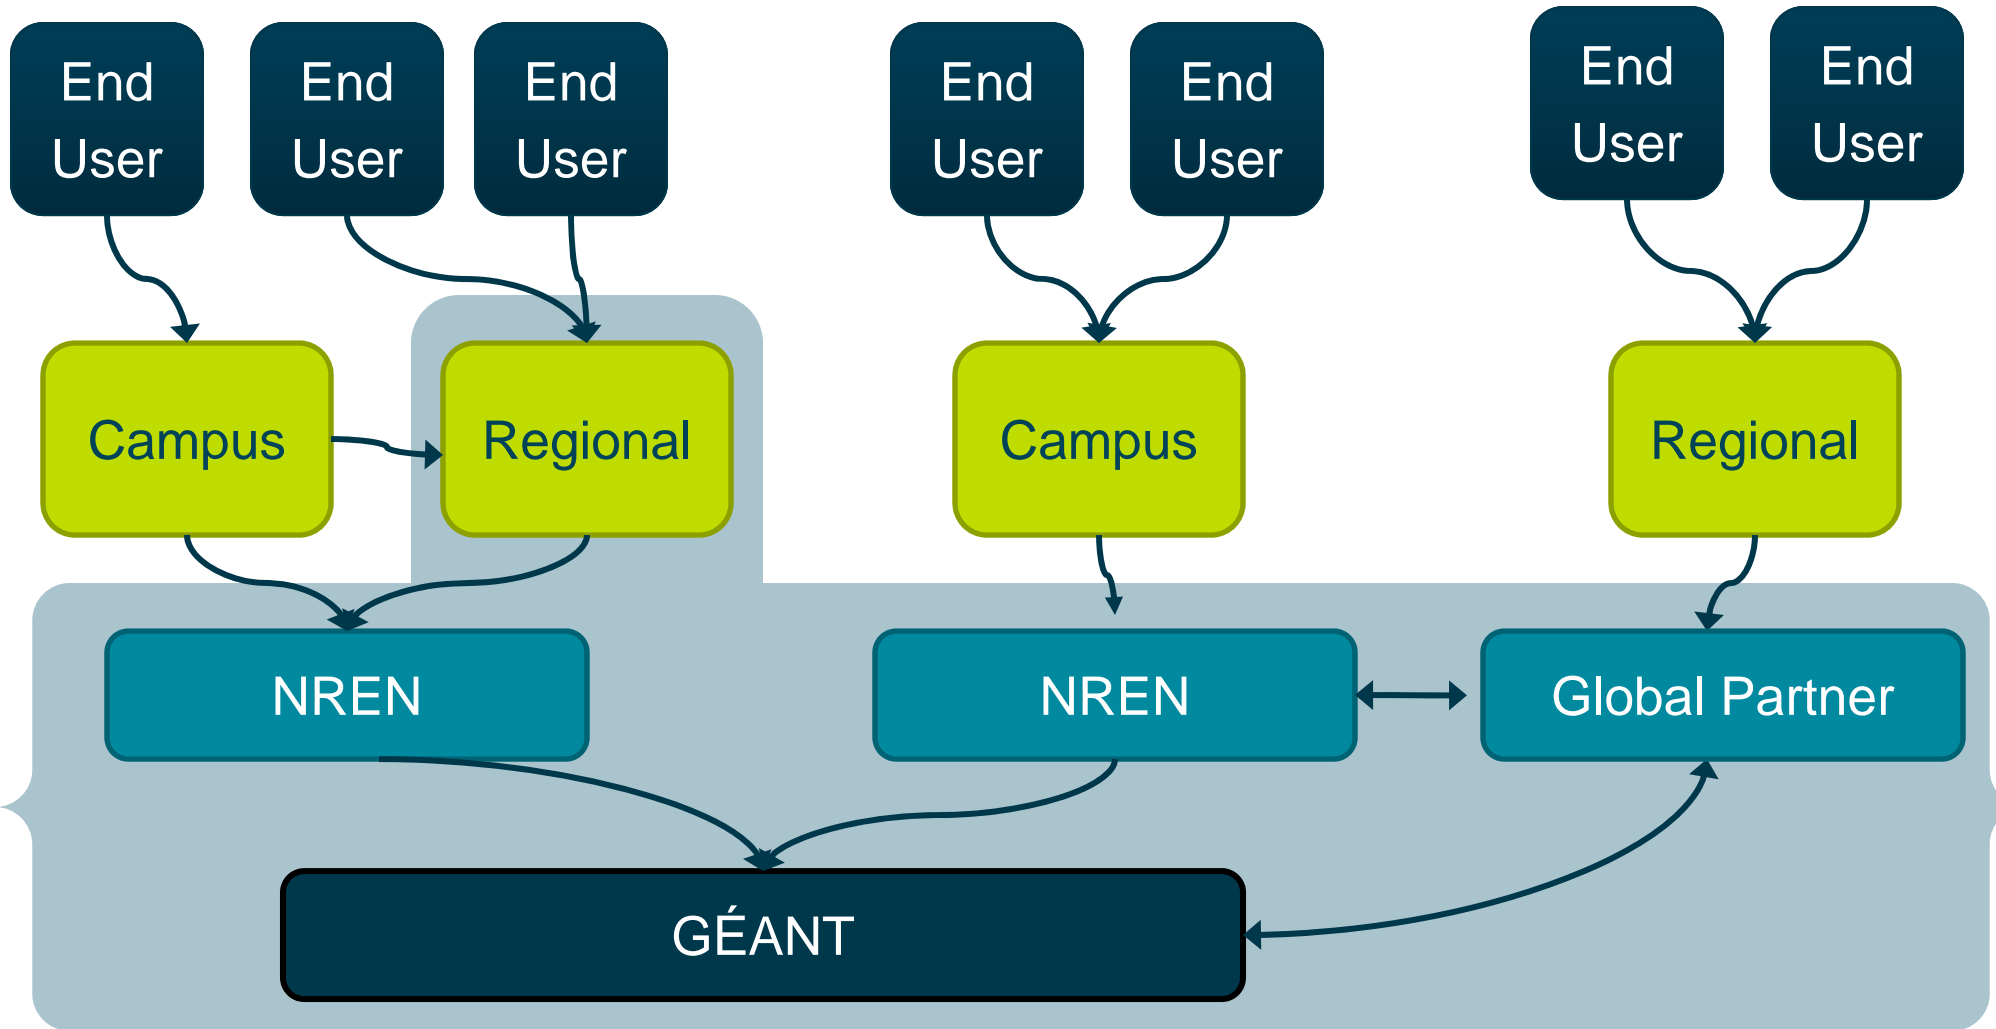 End
User
End
User
End
User
End
User
End
User
End
User
End
User
Campus
Regional
Campus
Regional
NREN
NREN
Global Partner
GÉANT